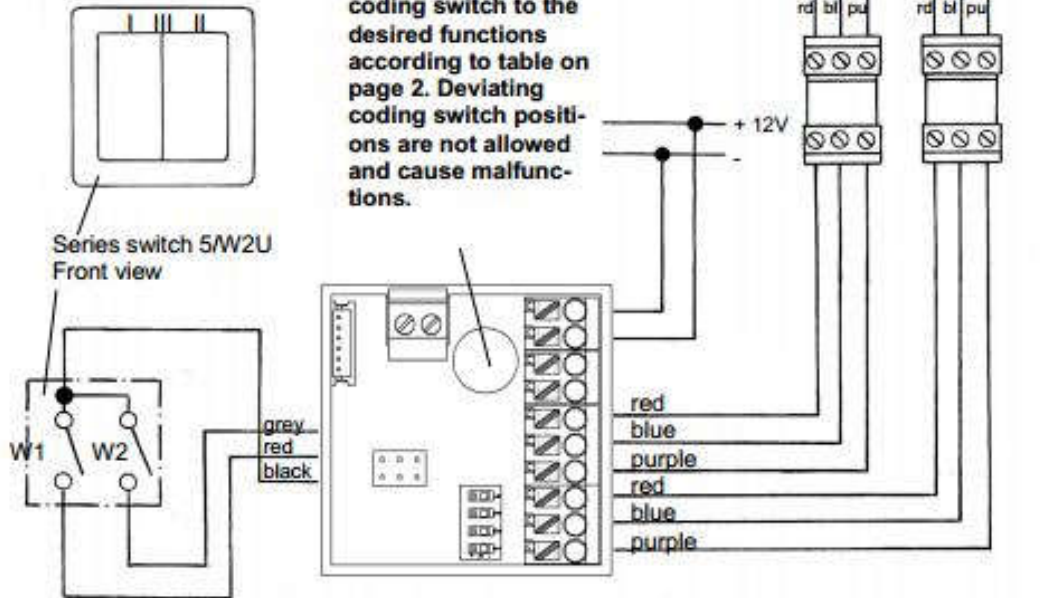 I III II
coding switch to the
desired functions
according to table on
page 2. Deviating
coding switch positi-
ons are not allowed
and cause malfunc-
tions.
rd bl pu
rd bl pu
+ 12V
-
Series switch 5/W2U
Front view
W1
W2
grey
red
black
red
blue
purple
red
blue
purple